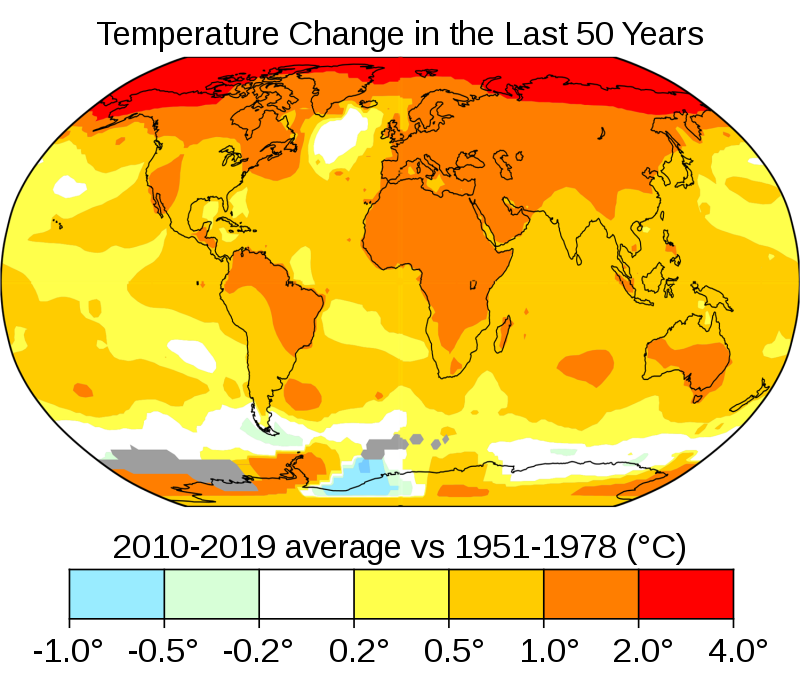 Temperature Change in the Last 50 Years
2010-2019 average vs 1951-1978 (°C)
-1.0° -0.5° -0.2° 0.2° 0.5° 1.0° 2.0° 4.0°